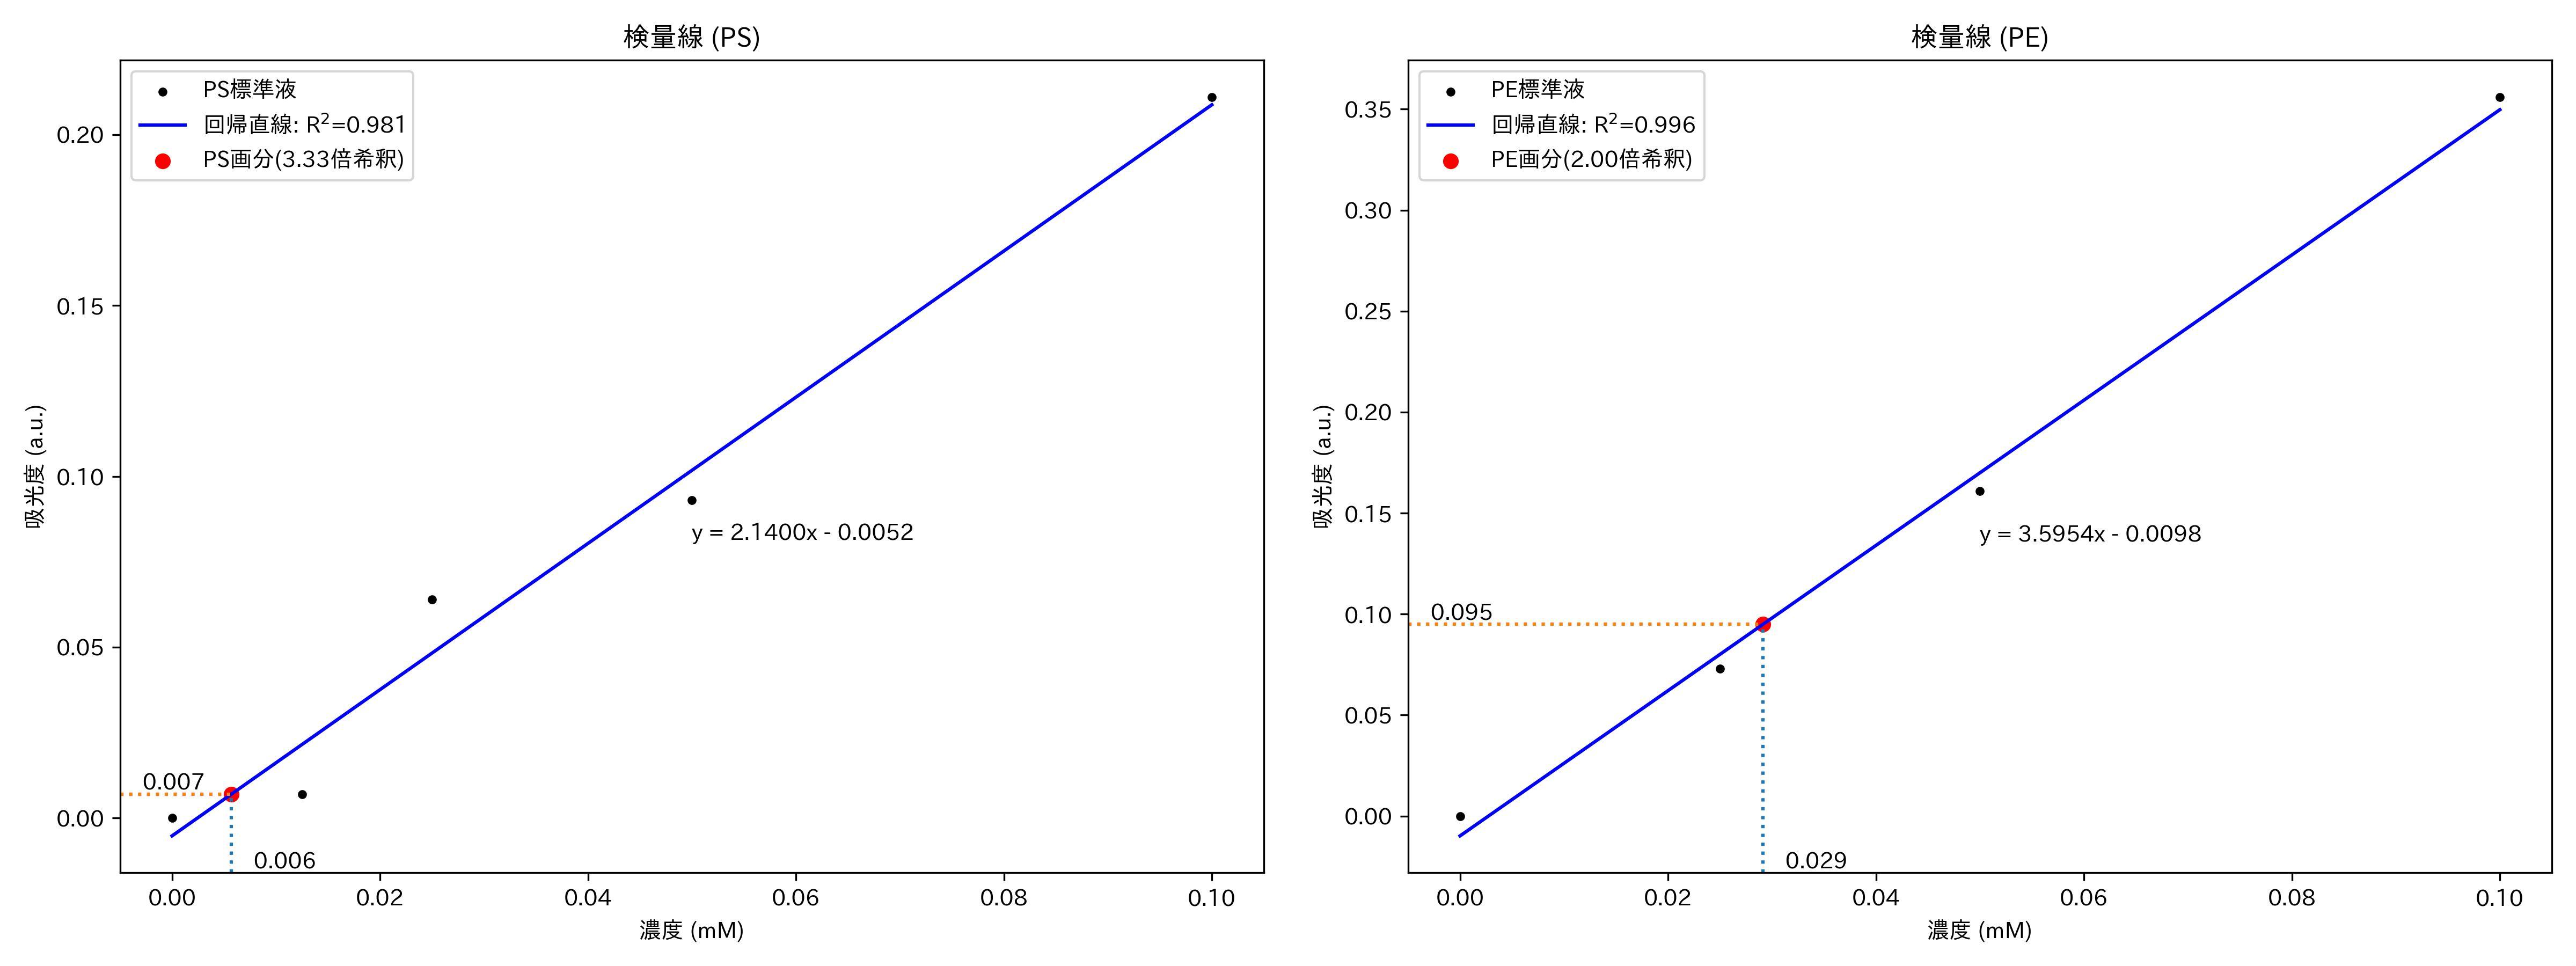 検量線 (PS)
PS標準液
回帰直線: R²=0.981
PS画分(3.33倍希釈)
0.20
0.15
0.10
0.05
0.00
吸光度 (a.u.)
y = 2.1400x - 0.0052
0.007
0.006
0.00 0.02 0.04 0.06 0.08 0.10
濃度 (mM)
検量線 (PE)
PE標準液
回帰直線: R²=0.996
PE画分(2.00倍希釈)
0.35
0.30
0.25
0.20
0.15
0.10
0.05
0.00
吸光度 (a.u.)
y = 3.5954x - 0.0098
0.095
0.029
0.00 0.02 0.04 0.06 0.08 0.10
濃度 (mM)